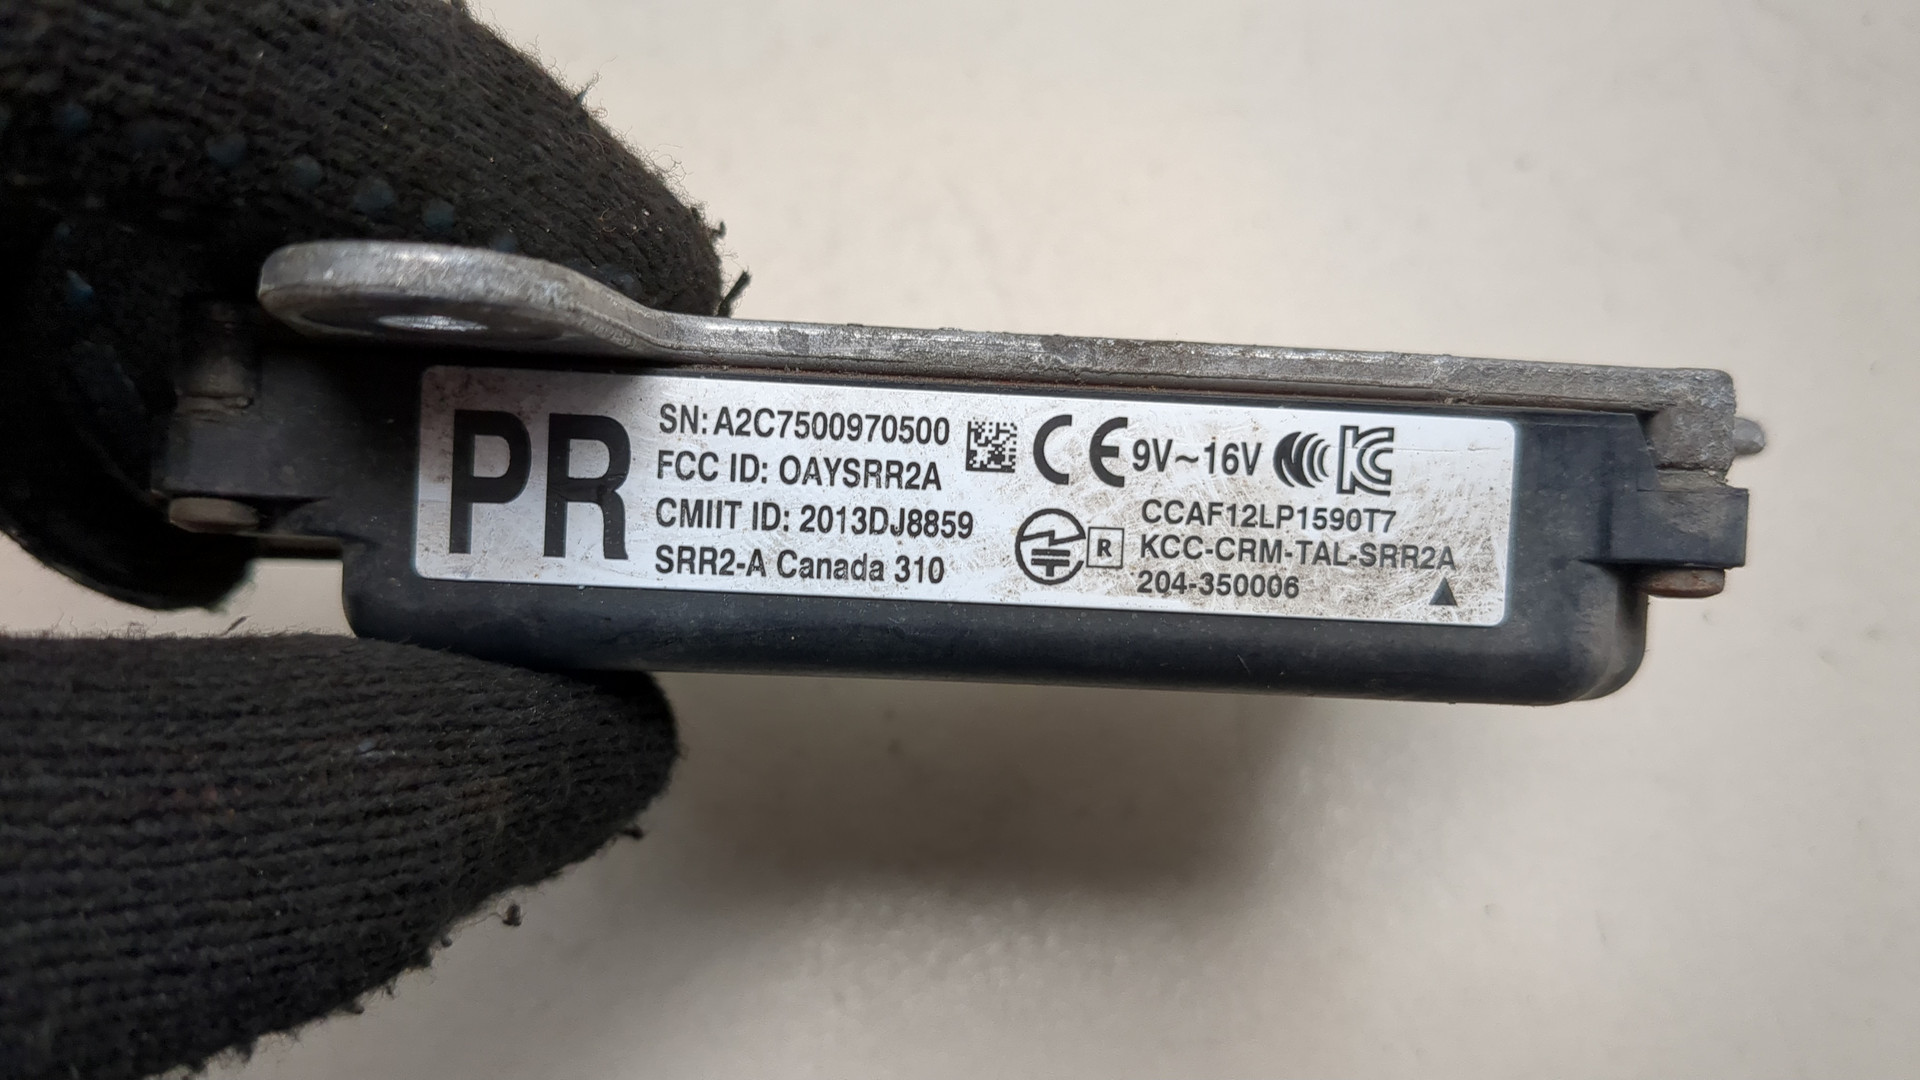 PR
SN: A2C7500970500
FCC ID: OAYSRR2A
CMIIT ID: 2013DJ8859
SRR2-A Canada 310
CE 9V~16V
CCAF12LP1590T7
R KCC-CRM-TAL-SRR2A
204-350006